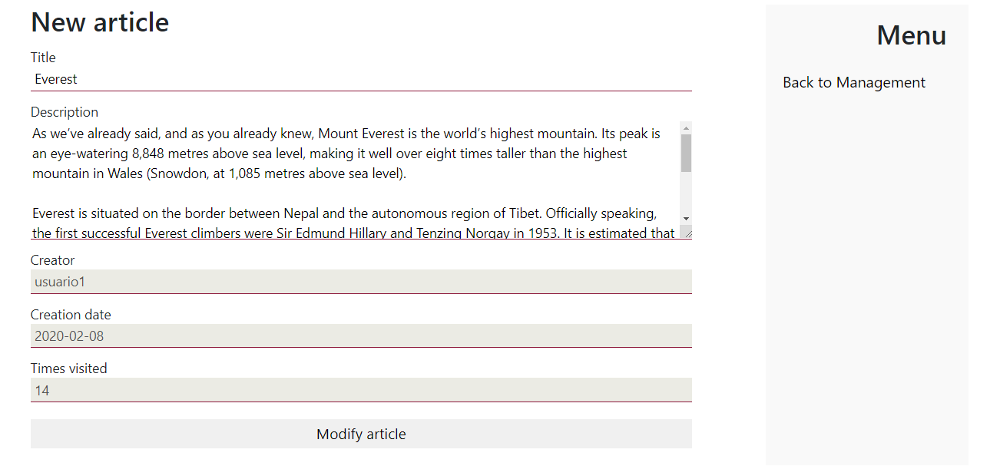 New article
Title
Everest
Description
As we’ve already said, and as you already knew, Mount Everest is the world’s highest mountain. Its peak is
an eye-watering 8,848 metres above sea level, making it well over eight times taller than the highest
mountain in Wales (Snowdon, at 1,085 metres above sea level).
Everest is situated on the border between Nepal and the autonomous region of Tibet. Officially speaking,
the first successful Everest climbers were Sir Edmund Hillary and Tenzing Norgay in 1953. It is estimated that
Creator
usuario1
Creation date
2020-02-08
Times visited
14
Modify article
Menu
Back to Management